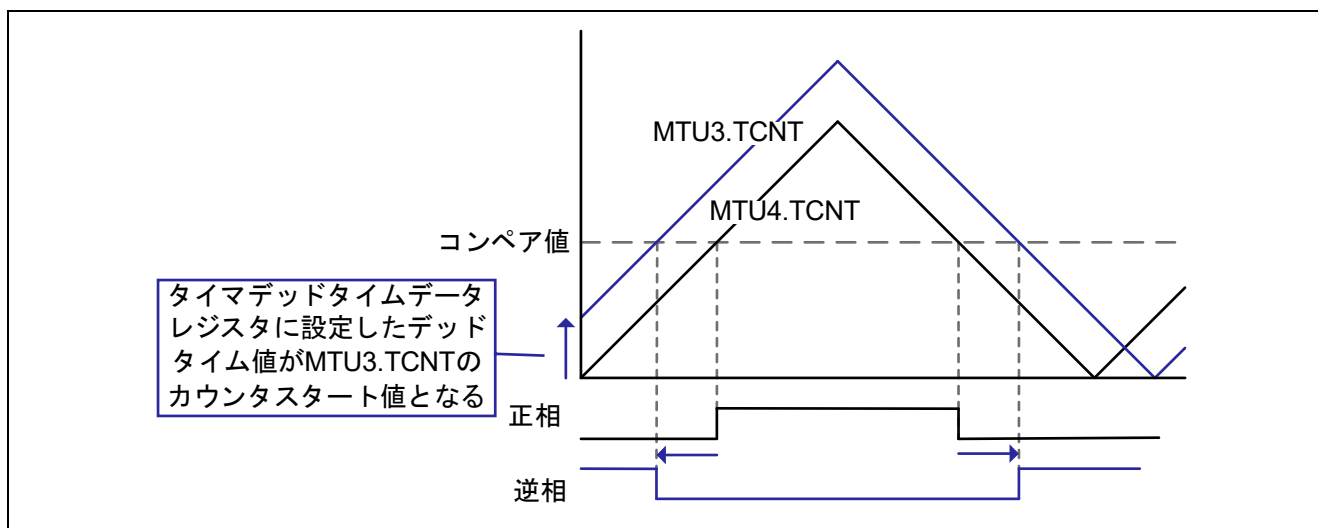 MTU3.TCNT
MTU4.TCNT
コンペア値
タイマデッドタイムデータ
レジスタに設定したデッド
タイム値がMTU3.TCNTの
カウンタスタート値となる
正相
逆相